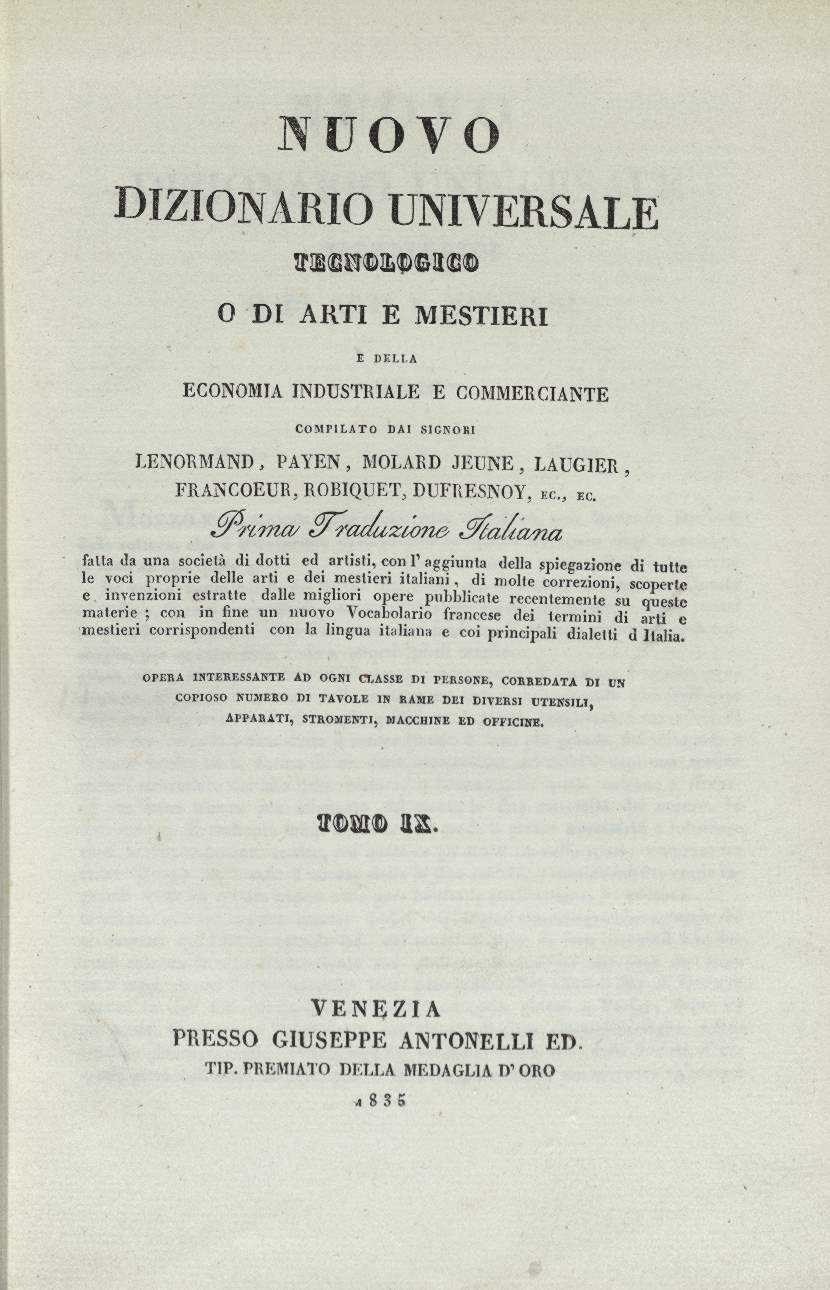 NUOVO
DIZIONARIO UNIVERSALE
TECNOLOGICO
O DI ARTI E MESTIERI
E DELLA
ECONOMIA INDUSTRIALE E COMMERCIANTE
COMPILATO DAI SIGNORI
LENORMAND, PAYEN, MOLARD JEUNE, LAUGIER,
FRANCOEUR, ROBIQUET, DUFRESNOY, EC., EC.
Prima Traduzione Italiana
fatta da una società di dotti ed artisti, con l' aggiunta della spiegazione di tutte
le voci proprie delle arti e dei mestieri italiani, di molte correzioni, scoperte
e invenzioni estratte dalle migliori opere pubblicate recentemente su queste
materie; con in fine un nuovo Vocabolario francese dei termini di arti e
mestieri corrispondenti con la lingua italiana e coi principali dialetti d Italia.
OPERA INTERESSANTE AD OGNI CLASSE DI PERSONE, CORREDATA DI UN
COPIOSO NUMERO DI TAVOLE IN RAME DEI DIVERSI UTENSILI,
APPARATI, STROMENTI, MACCHINE ED OFFICINE.
TOMO IX.
VENEZIA
PRESSO GIUSEPPE ANTONELLI ED.
TIP. PREMIATO DELLA MEDAGLIA D' ORO
1835